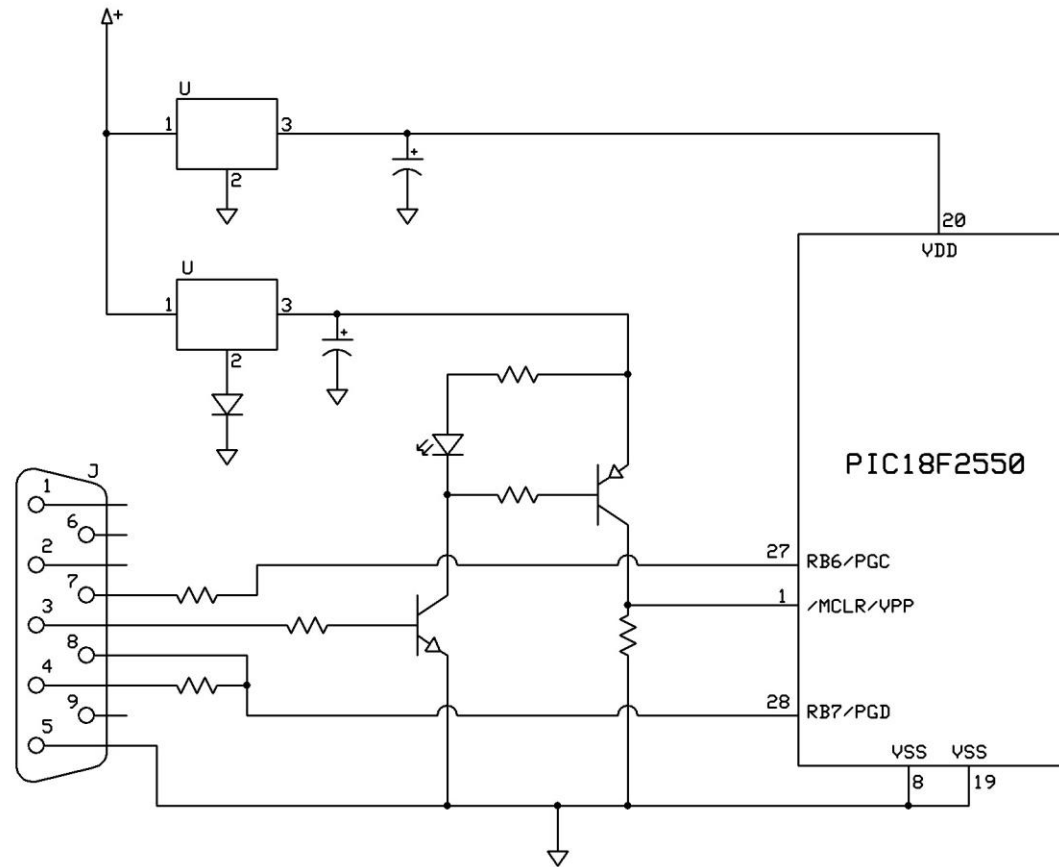 +
U
1
3
2
+
20
VDD
U
1
3
2
+
PIC18F2550
J
1
6
2
7
3
8
4
9
5
27 RB6/PGC
1 /MCLR/VPP
28 RB7/PGD
VSS VSS
8 19